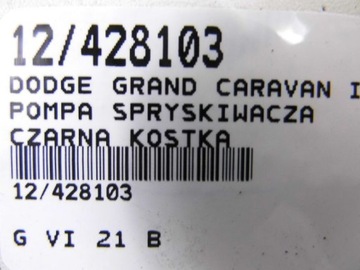 12/428103
DODGE GRAND CARAVAN I
POMPA SPRYSKIWACZA
CZARNA KOSTKA
12/428103
G VI 21 B